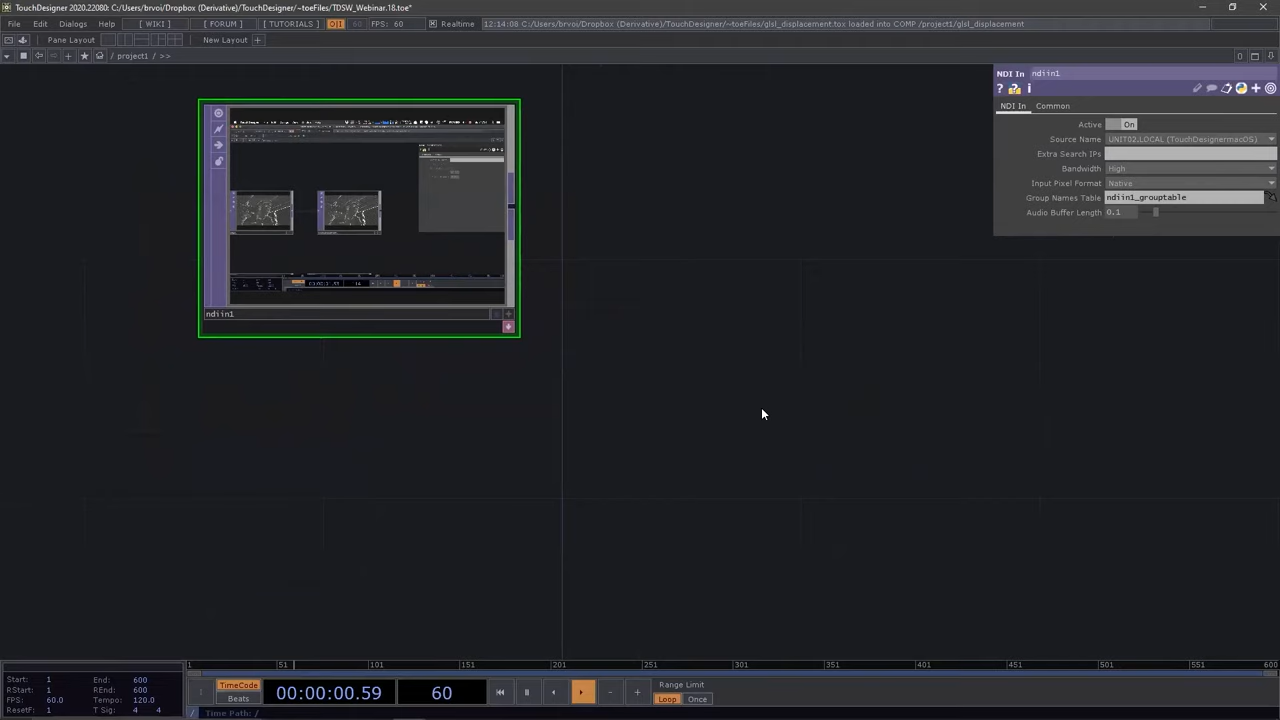 TouchDesigner 2020.22080: C:/Users/brvoi/Dropbox (Derivative)/TouchDesigner/~toeFiles/TDSW_Webinar.18.toe*
File Edit Dialogs Help [ WIKI ] [ FORUM ] [ TUTORIALS ] O|I 60 FPS: 60 Realtime 12:14:08 C:/Users/brvoi/Dropbox (Derivative)/TouchDesigner/~toeFiles/glsl_displacement.tox loaded into COMP /project1/glsl_displacement
Pane Layout New Layout +
/ project1 / >>
NDI In ndiin1
NDI In Common
Active On
Source Name UNIT02.LOCAL (TouchDesignermacOS)
Extra Search IPs
Bandwidth High
Input Pixel Format Native
Group Names Table ndiin1_grouptable
Audio Buffer Length 0.1
ndiin1
1 51 101 151 201 251 301 351 401 451 501 551 600
Start: 1 End: 600
RStart: 1 REnd: 600
FPS: 60.0 Tempo: 120.0
ResetF: 1 T Sig: 4 4
TimeCode
Beats
00:00:00.59
60
Range Limit
Loop Once
/ Time Path: /